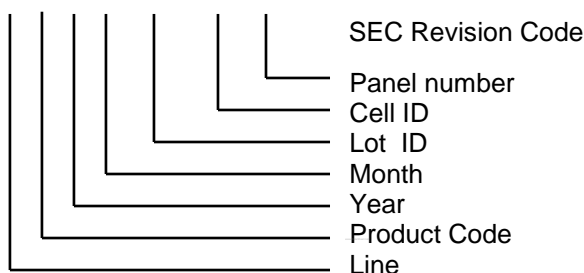 SEC Revision Code
Panel number
Cell ID
Lot ID
Month
Year
Product Code
Line